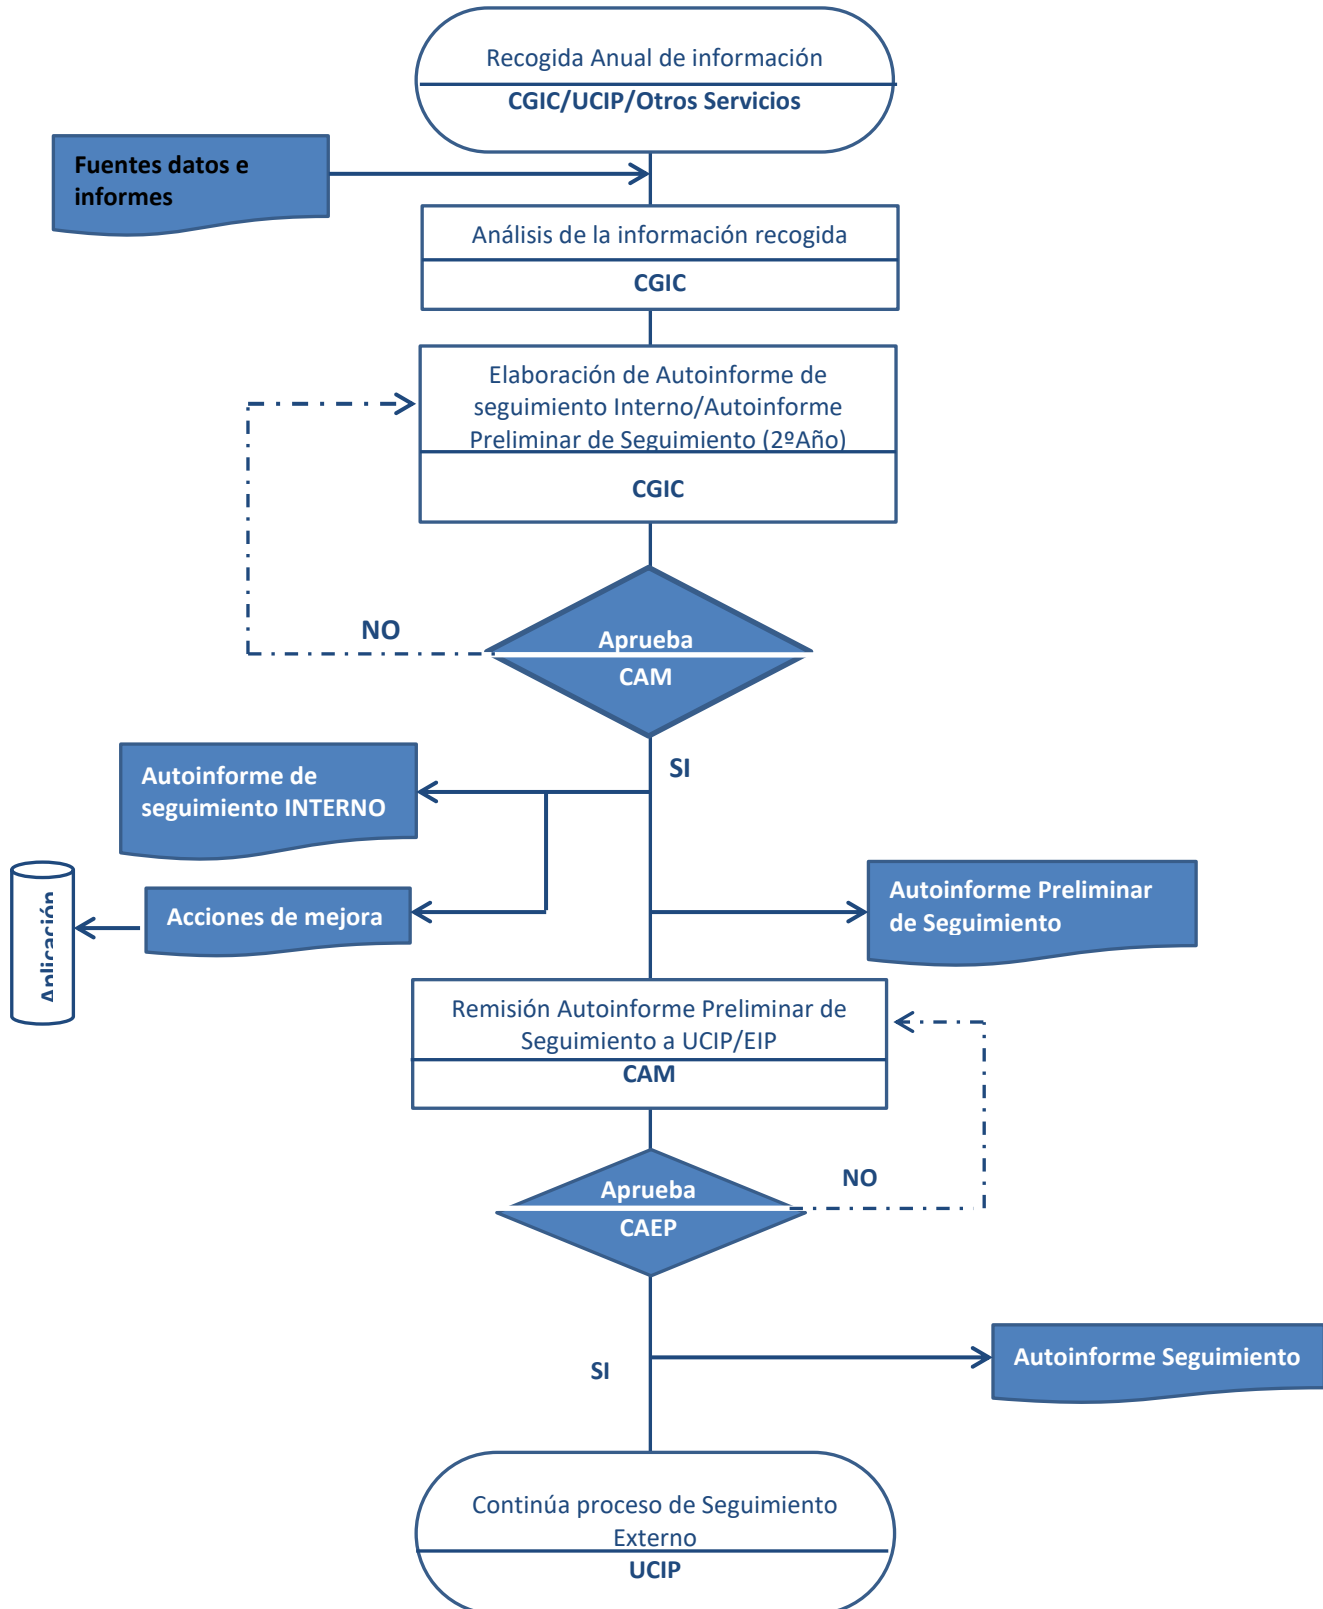 Recogida Anual de información
CGIC/UCIP/Otros Servicios
Fuentes datos e
informes
Análisis de la información recogida
CGIC
Elaboración de Autoinforme de
seguimiento Interno/Autoinforme
Preliminar de Seguimiento (2ºAño)
CGIC
NO
Aprueba
CAM
SI
Autoinforme de
seguimiento INTERNO
Aplicación
Acciones de mejora
Autoinforme Preliminar
de Seguimiento
Remisión Autoinforme Preliminar de
Seguimiento a UCIP/EIP
CAM
Aprueba
CAEP
NO
SI
Autoinforme Seguimiento
Continúa proceso de Seguimiento
Externo
UCIP